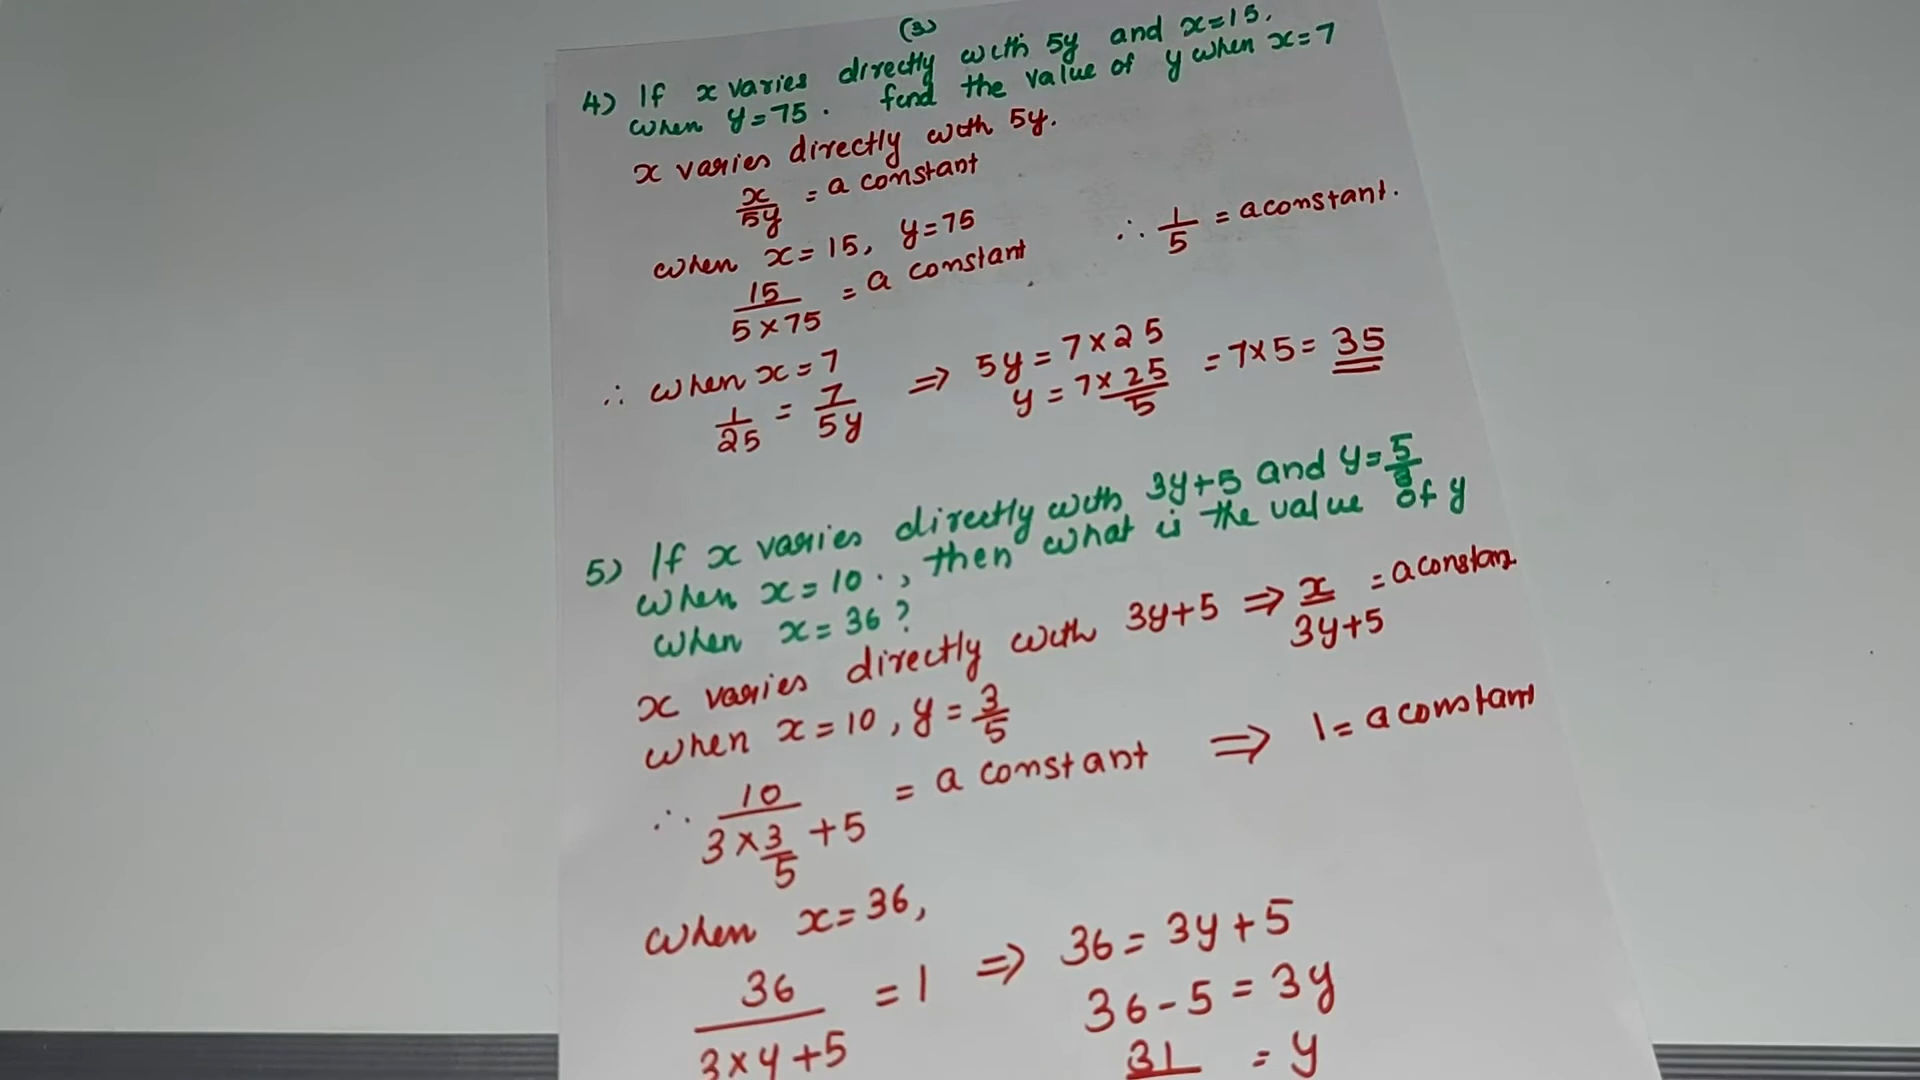 (3)
4) If x varies directly with 5y and x=15.
when y=75. find the value of y when x=7
x varies directly with 5y.
x/5y = a constant
when x=15, y=75
15/5×75 = a constant ∴ 1/5 = a constant.
∴ when x=7
1/25 = 7/5y ⇒ 5y = 7×25
y = 7×25/5 = 7×5 = 35
5) If x varies directly with 3y+5 and y=5/3
when x=10., then what is the value of y
when x=36?
x varies directly with 3y+5 ⇒ x/3y+5 = a constan
when x=10, y=3/5
∴ 10/3×3/5+5 = a constant ⇒ 1= a constant
when x=36,
36/3×y+5 = 1 ⇒ 36 = 3y+5
36-5 = 3y
31 = y